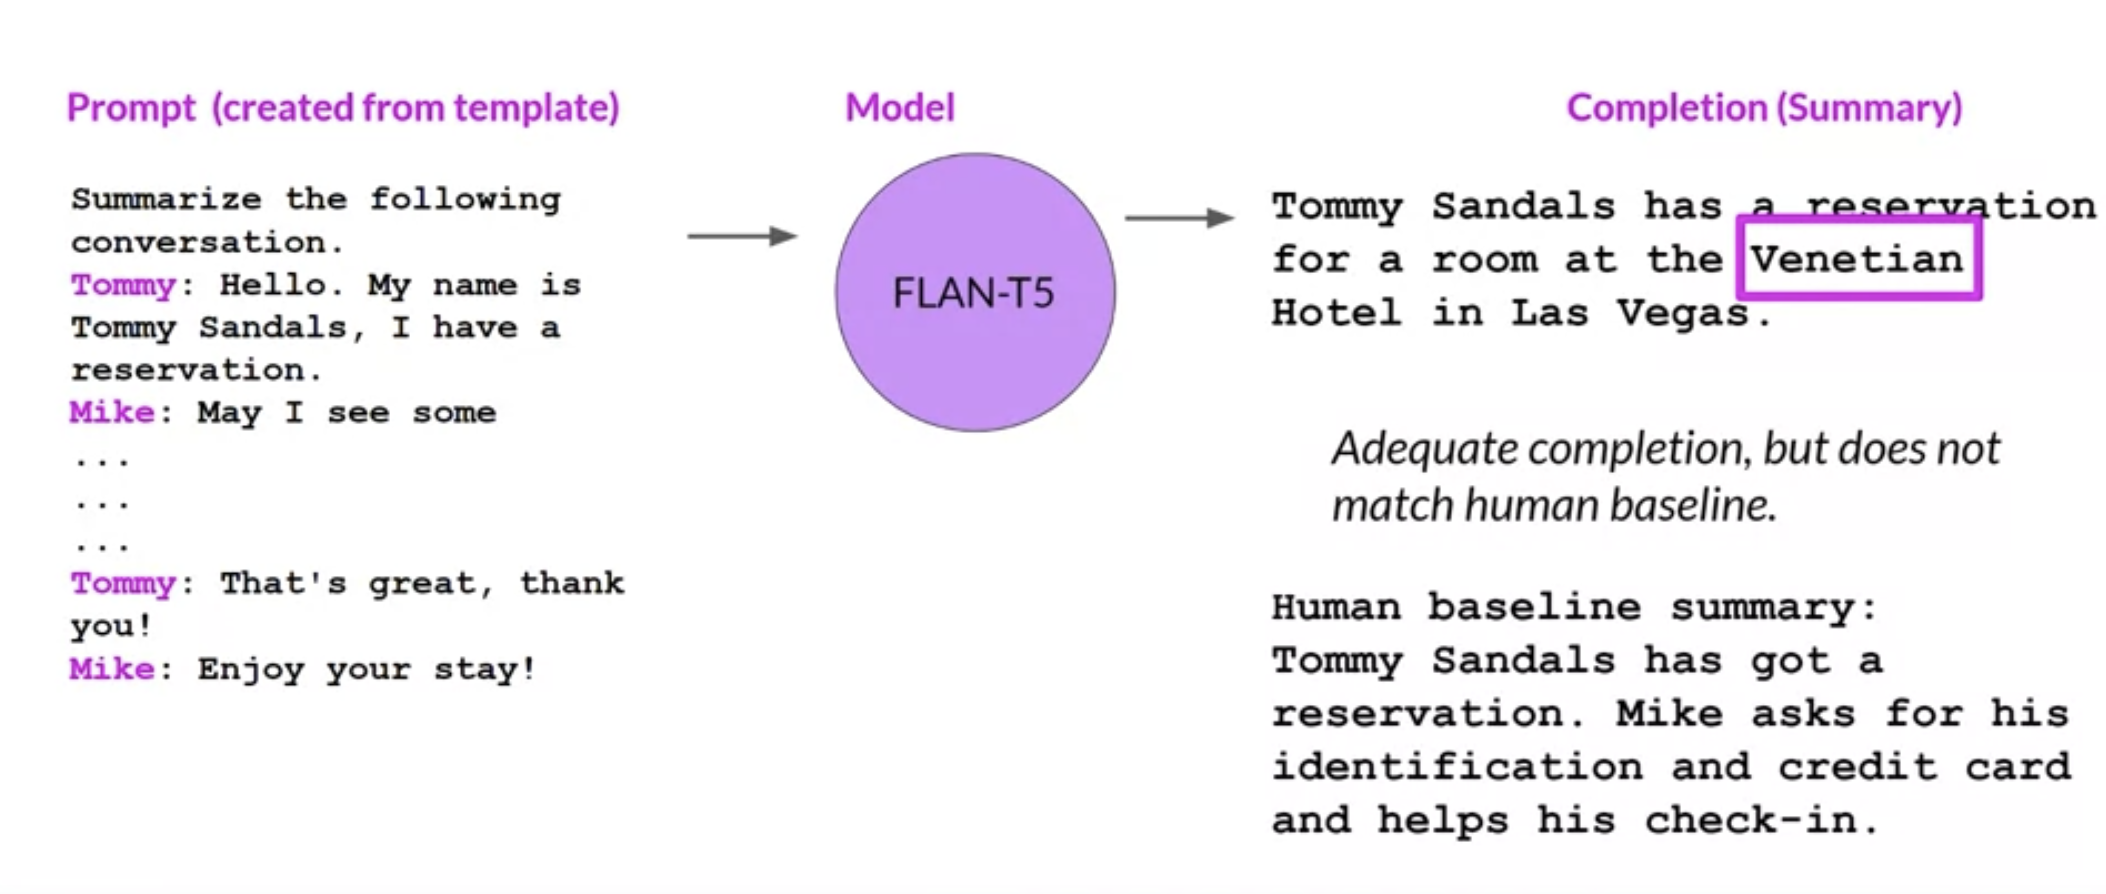 Prompt (created from template)
Summarize the following
conversation.
Tommy: Hello. My name is
Tommy Sandals, I have a
reservation.
Mike: May I see some
...
...
...
Tommy: That's great, thank
you!
Mike: Enjoy your stay!
Model
FLAN-T5
Completion (Summary)
Tommy Sandals has a reservation
for a room at the Venetian
Hotel in Las Vegas.
Adequate completion, but does not
match human baseline.
Human baseline summary:
Tommy Sandals has got a
reservation. Mike asks for his
identification and credit card
and helps his check-in.